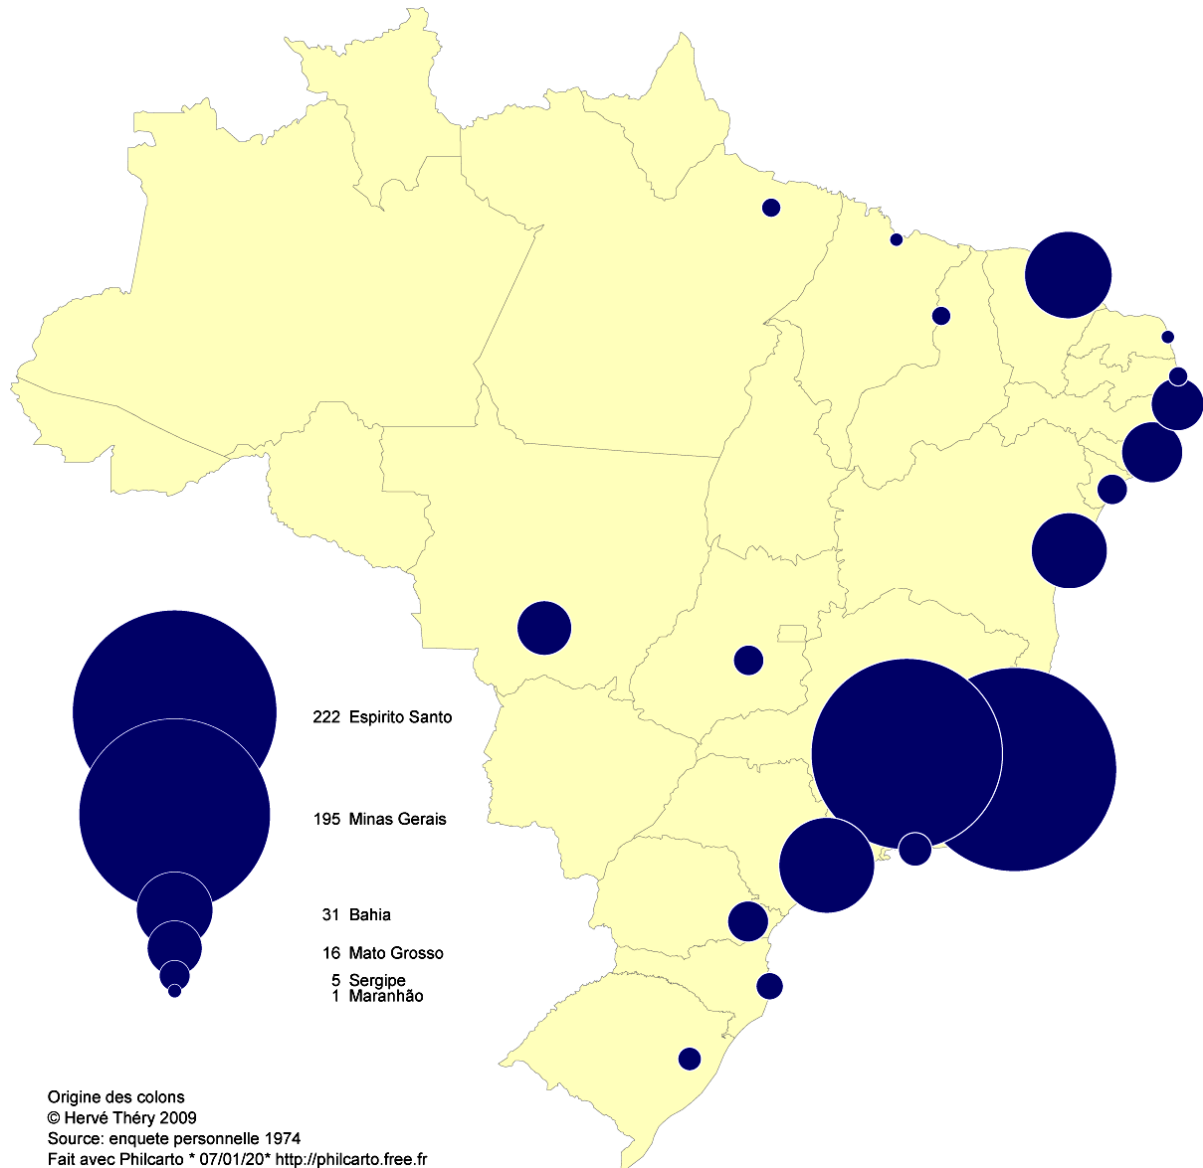 222 Espirito Santo
195 Minas Gerais
31 Bahia
16 Mato Grosso
5 Sergipe
1 Maranhão
Origine des colons
© Hervé Théry 2009
Source: enquete personnelle 1974
Fait avec Philcarto * 07/01/20* http://philcarto.free.fr